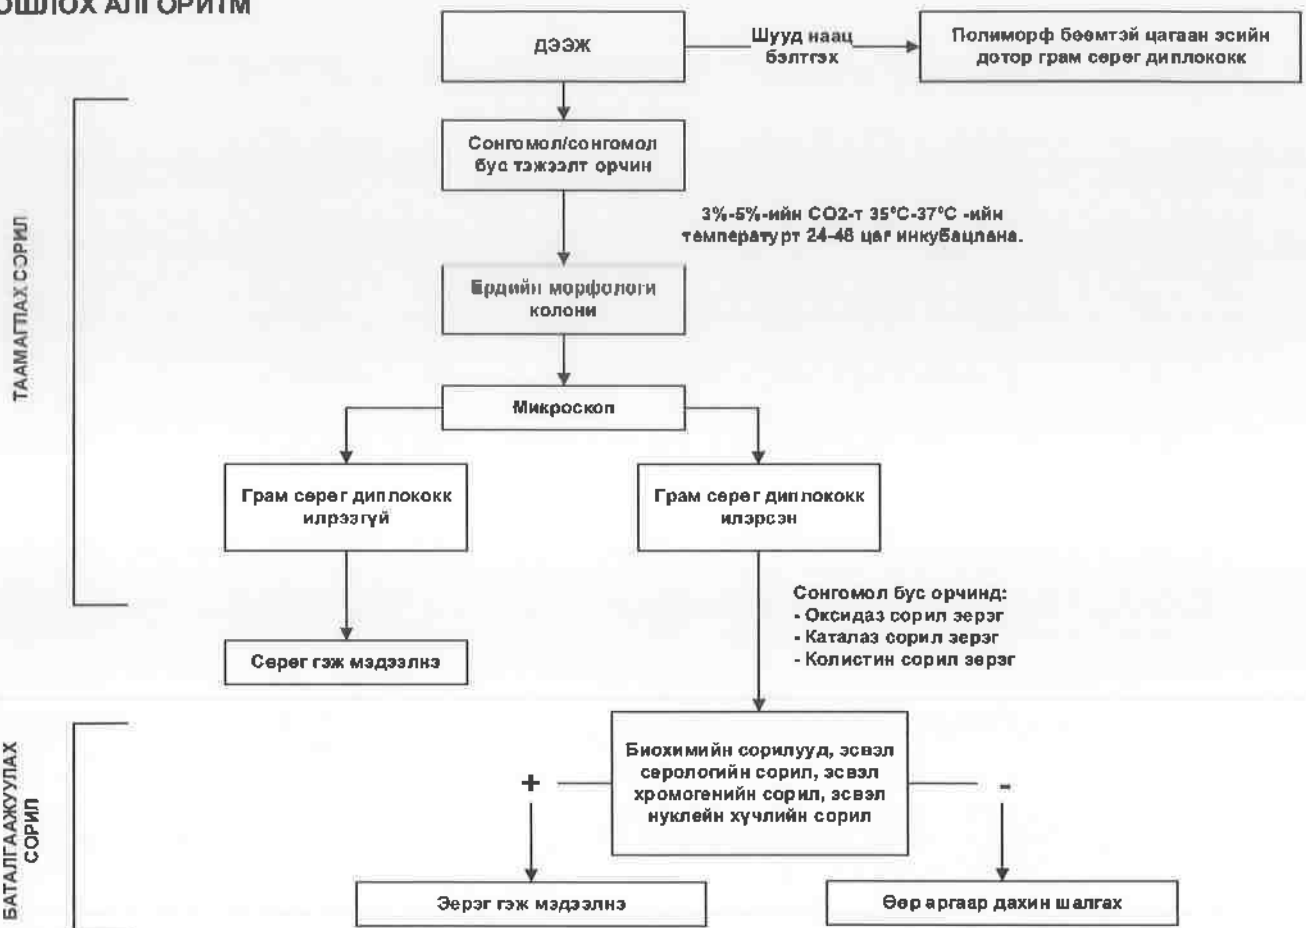 ОШЛОХ АЛГОРИТМ
ДЭЭЖ
Шууд наац
бэлтгэх
Полиморф бөөмтэй цагаан эсийн
дотор грам сөрөг диплококк
Сонгомол/сонгомол
бус тэжээлт орчин
3%-5%-ийн CO2-т 35°C-37°C -ийн
температурт 24-48 цаг инкубацлана.
Ердийн морфологи
колони
Микроскоп
Грам сөрөг диплококк
илрээгүй
Грам сөрөг диплококк
илэрсэн
Сонгомол бус орчинд:
- Оксидаз сорил эерэг
- Каталаз сорил эерэг
- Колистин сорил эерэг
Сөрөг гэж мэдээлнэ
ТААМАГЛАХ СОРИЛ
Биохимийн сорилууд, эсвэл
серологийн сорил, эсвэл
хромогенийн сорил, эсвэл
нуклейн хүчлийн сорил
+
-
Эерэг гэж мэдээлнэ
Өөр аргаар дахин шалгах
БАТАЛГААЖУУЛАХ
СОРИЛ